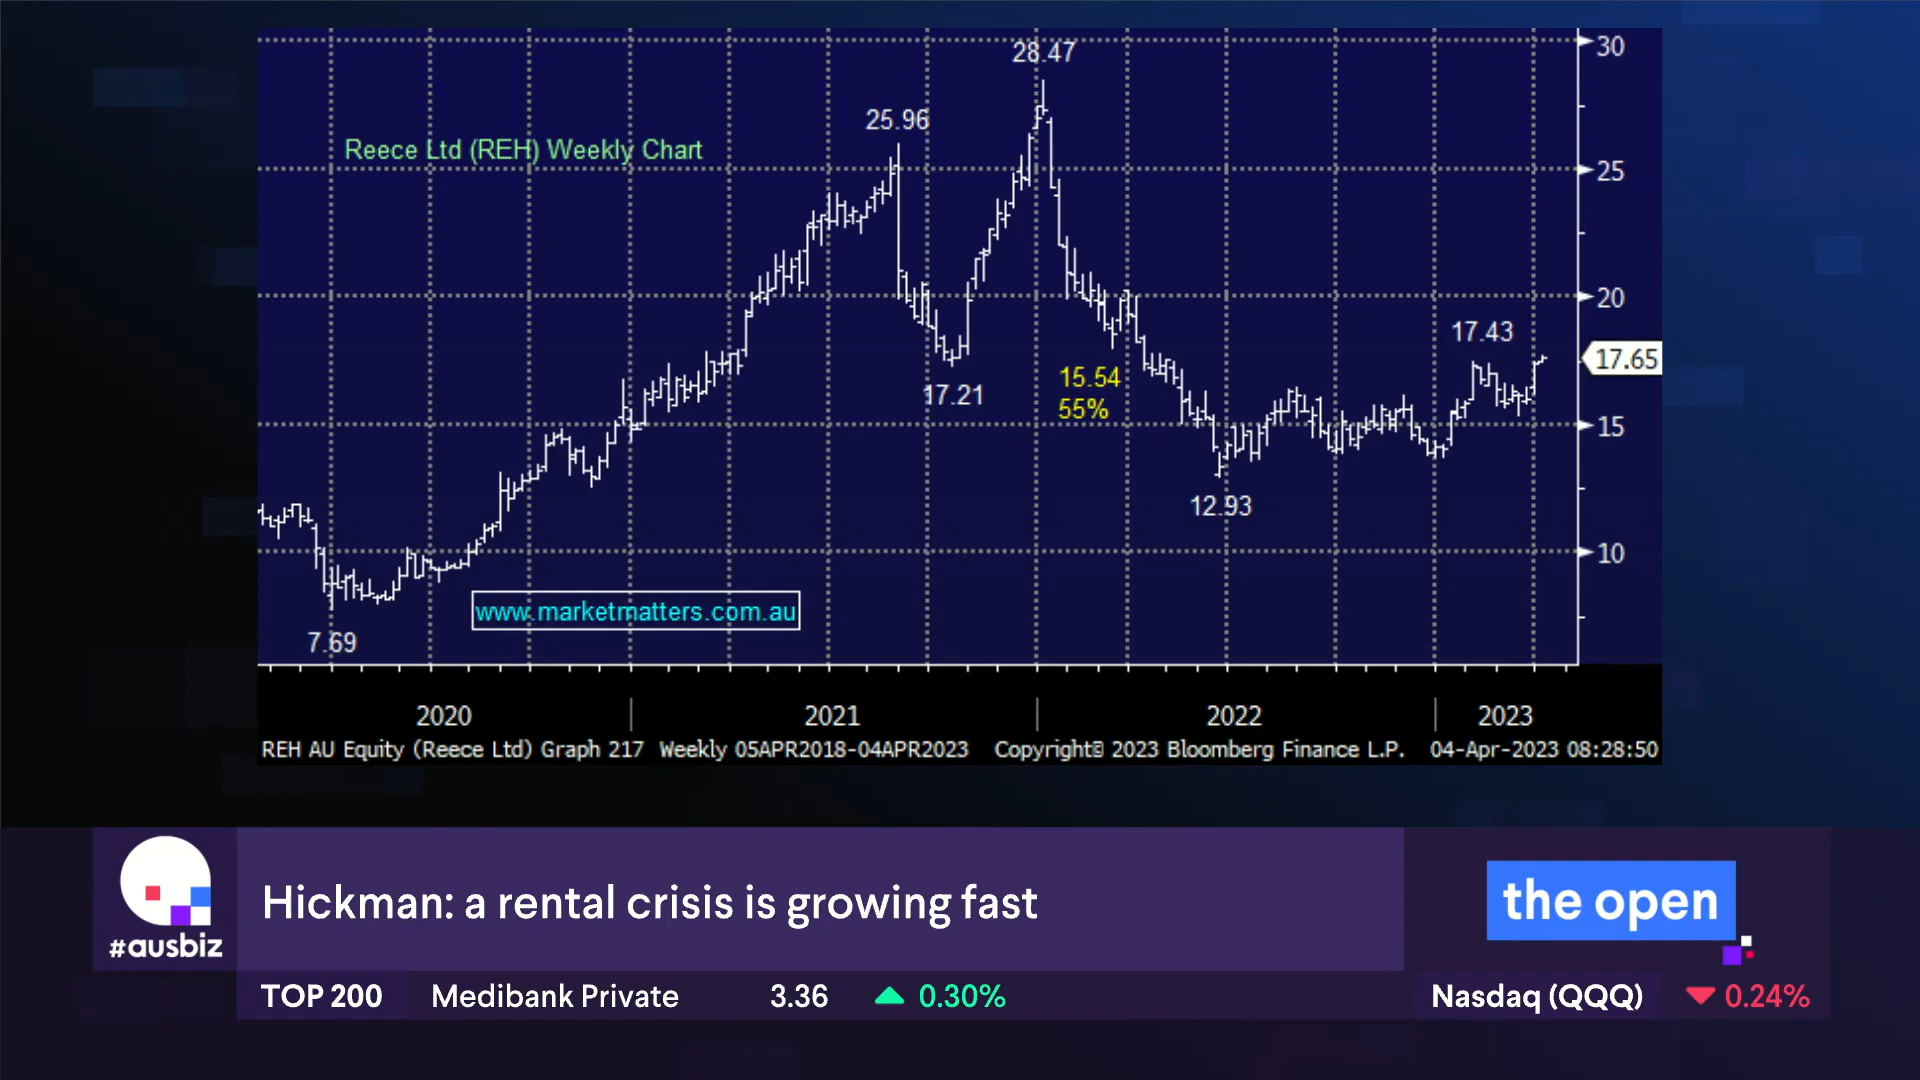 30
28.47
25.96
Reece Ltd (REH) Weekly Chart
25
20
17.43
17.65
15.54
17.21
55%
15
12.93
10
www.marketmatters.com.au
7.69
2020 2021 2022 2023
REH AU Equity (Reece Ltd) Graph 217 Weekly 05APR2018-04APR2023 Copyright© 2023 Bloomberg Finance L.P. 04-Apr-2023 08:28:50
Hickman: a rental crisis is growing fast
the open
#ausbiz
TOP 200 Medibank Private 3.36 0.30% Nasdaq (QQQ) 0.24%